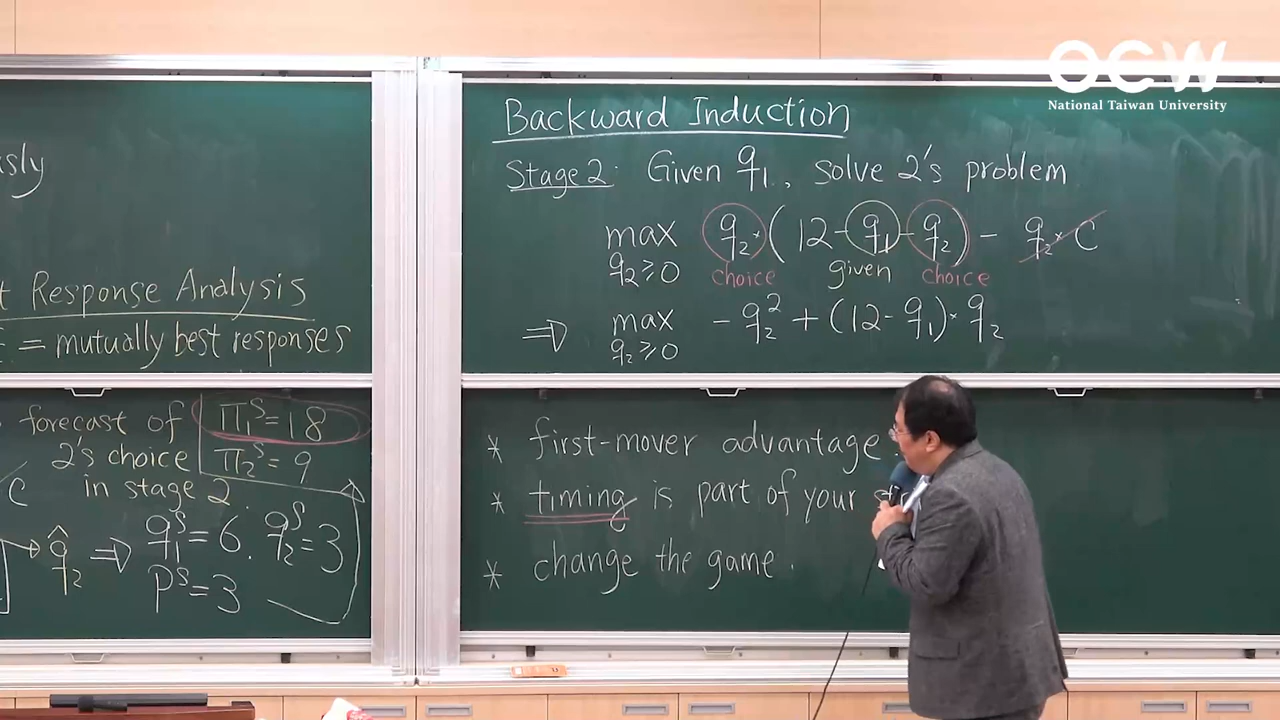 OCW
National Taiwan University
Response Analysis
= mutually best responses
forecast of
2's choice
in stage 2
Π₁ˢ = 18
Π₂ˢ = 9
C
q̂₂ ⇒ q₁ˢ = 6. q₂ˢ = 3
Pˢ = 3
Backward Induction
Stage 2: Given q₁, solve 2's problem
max q₂≥0 q₂·(12-q₁-q₂) - q₂·C
choice given choice
⇒ max q₂≥0 -q₂² + (12-q₁)·q₂
* first-mover advantage.
* timing is part of your
* change the game.